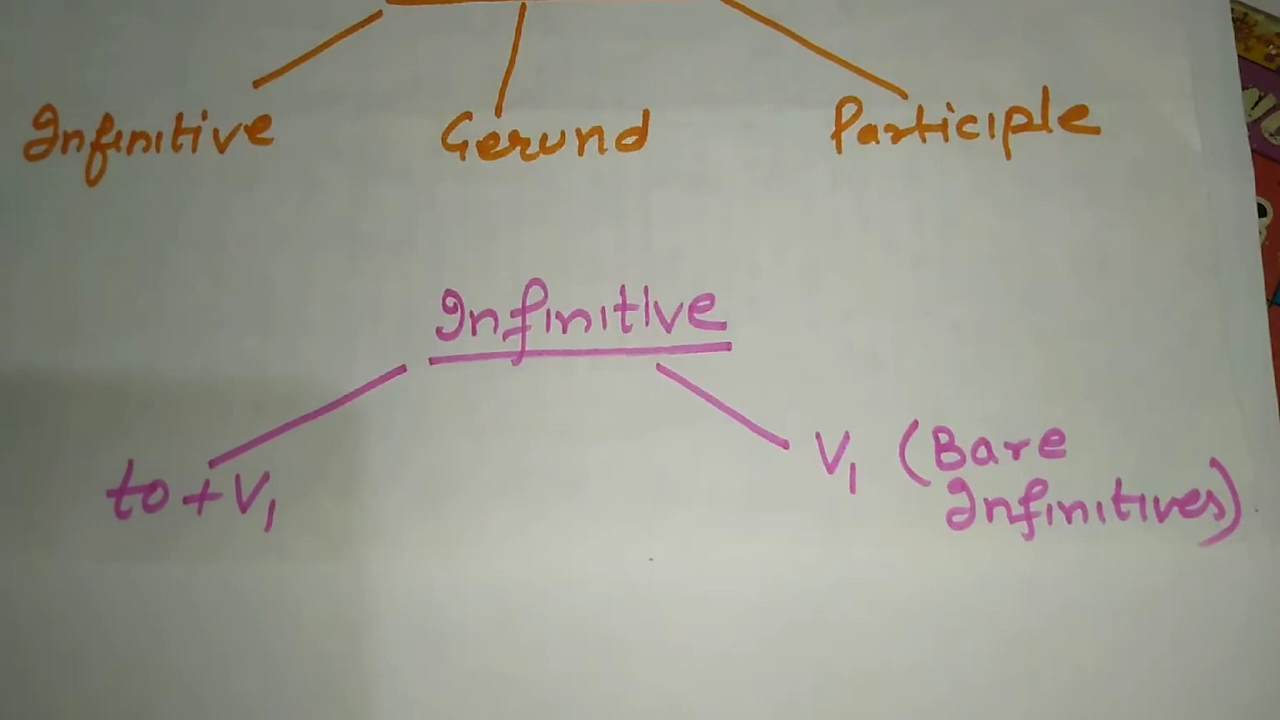 Infinitive Gerund Participle
Infinitive
to + V₁
V₁ (Bare
Infinitives)